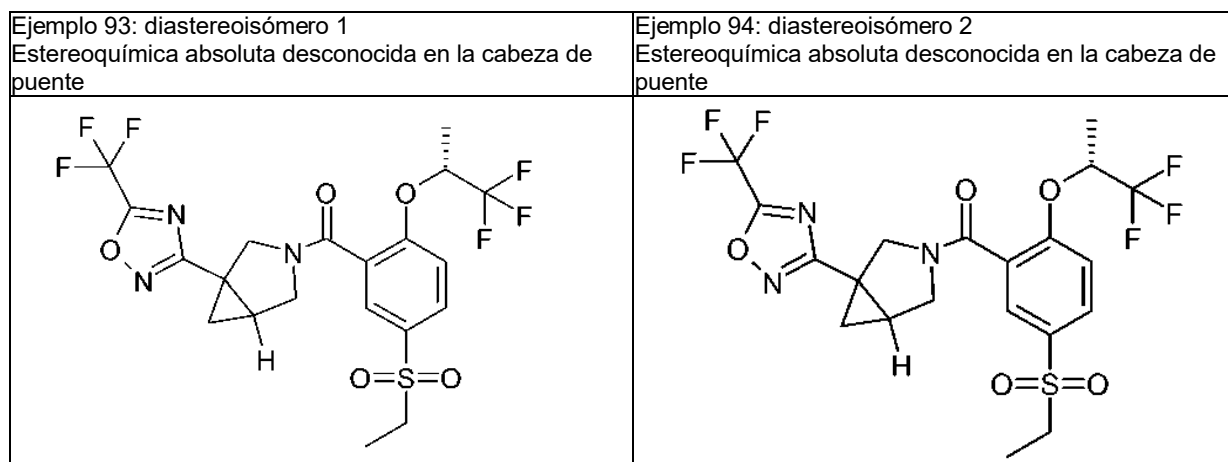 Ejemplo 93: diastereoisómero 1
Estereoquímica absoluta desconocida en la cabeza de
puente
Ejemplo 94: diastereoisómero 2
Estereoquímica absoluta desconocida en la cabeza de
puente
F F
F
N
O
N
N
O
O
F
F
F
H
O=S=O
F F
F
N
O
N
N
O
O
F
F
F
H
O=S=O